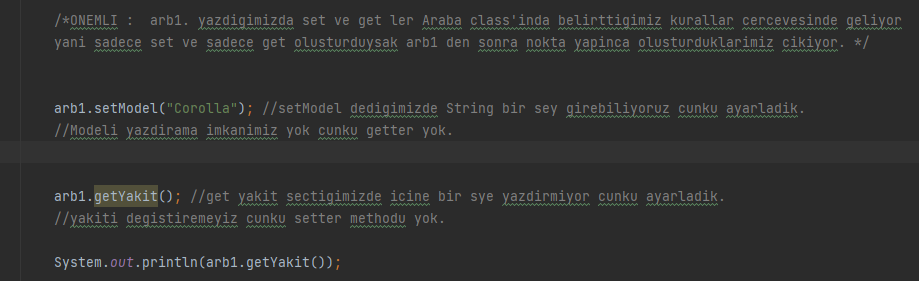 /*ONEMLI :  arb1. yazdigimizda set ve get ler Araba class'inda belirttigimiz kurallar cercevesinde geliyor
yani sadece set ve sadece get olusturduysak arb1 den sonra nokta yapinca olusturduklarimiz cikiyor. */
arb1.setModel("Corolla"); //setModel dedigimizde String bir sey girebiliyoruz cunku ayarladik.
//Modeli yazdirama imkanimiz yok cunku getter yok.
arb1.getYakit(); //get yakit sectigimizde icine bir sye yazdirmiyor cunku ayarladik.
//yakiti degistiremeyiz cunku setter methodu yok.
System.out.println(arb1.getYakit());